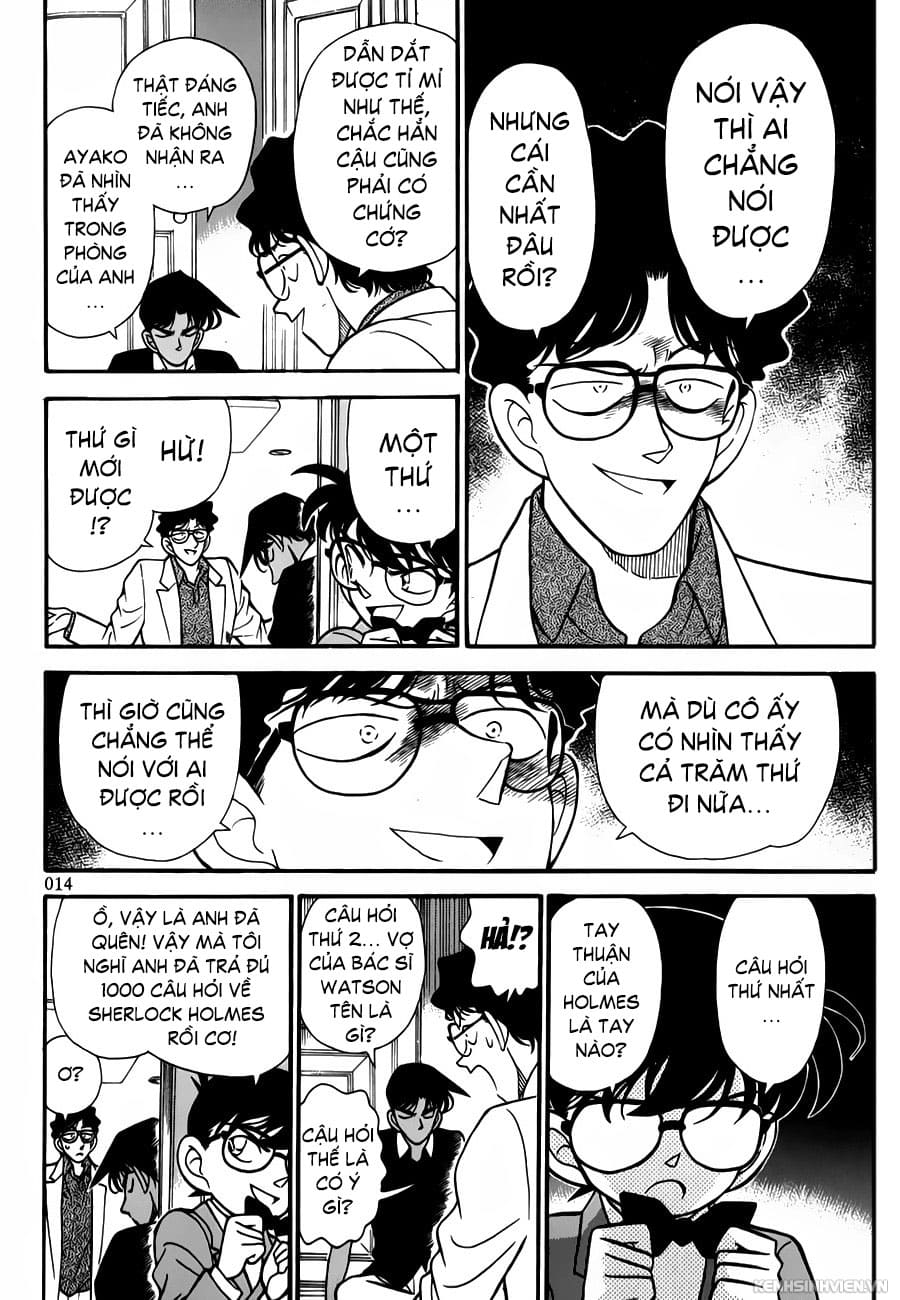 NÓI VẬY
THÌ AI
CHẲNG
NÓI
ĐƯỢC
...
NHƯNG
CÁI
CẦN
NHẤT
ĐÂU
RỒI?
DẪN DẮT
ĐƯỢC TỈ MỈ
NHƯ THẾ,
CHẮC HẲN
CẬU CŨNG
PHẢI CÓ
CHỨNG
CỚ?
THẬT ĐÁNG
TIẾC, ANH
ĐÃ KHÔNG
NHẬN RA
...
AYAKO
ĐÃ NHÌN
THẤY
TRONG
PHÒNG
CỦA ANH
...
MỘT
THỨ
...
HỪ!
THỨ GÌ
MỚI
ĐƯỢC
!?
MÀ DÙ CÔ ẤY
CÓ NHÌN THẤY
CẢ TRĂM THỨ
ĐI NỮA...
THÌ GIỜ CŨNG
CHẲNG THỂ
NÓI VỚI AI
ĐƯỢC RỒI
...
014
CÂU HỎI
THỨ NHẤT
...
TAY
THUẬN
CỦA
HOLMES
LÀ TAY
NÀO?
HẢ!?
CÂU HỎI
THỨ 2... VỢ
CỦA BÁC SĨ
WATSON
TÊN LÀ
GÌ?
CÂU HỎI
THẾ LÀ
CÓ Ý
GÌ?
Ồ, VẬY LÀ ANH ĐÃ
QUÊN! VẬY MÀ TÔI
NGHĨ ANH ĐÃ TRẢ ĐỦ
1000 CÂU HỎI VỀ
SHERLOCK HOLMES
RỒI CƠ!
Ơ?
KENHSINHVIEN.VN